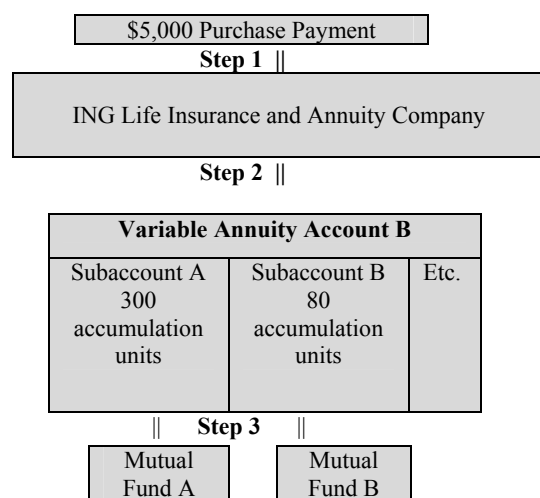 $5,000 Purchase Payment
Step 1 ||
ING Life Insurance and Annuity Company
Step 2 ||
Variable Annuity Account B
Subaccount A
300
accumulation
units
Subaccount B
80
accumulation
units
Etc.
|| Step 3 ||
Mutual
Fund A
Mutual
Fund B